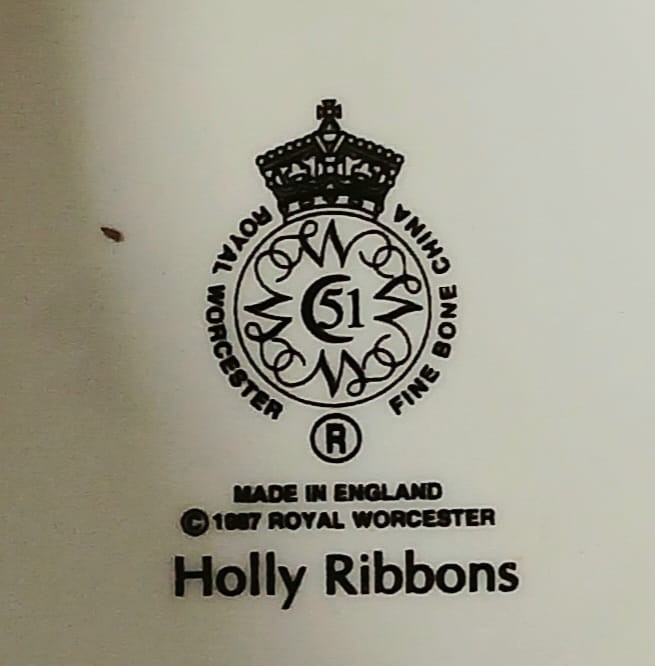 ROYAL WORCESTER
FINE BONE CHINA
51
®
MADE IN ENGLAND
© 1987 ROYAL WORCESTER
Holly Ribbons